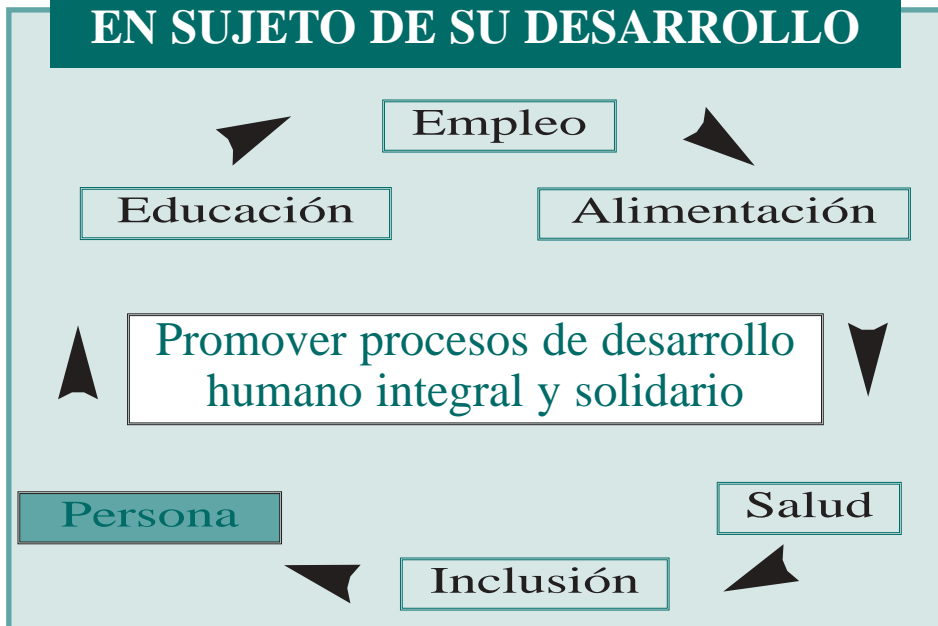 EN SUJETO DE SU DESARROLLO
Empleo
Educación
Alimentación
Promover procesos de desarrollo
humano integral y solidario
Persona
Salud
Inclusión